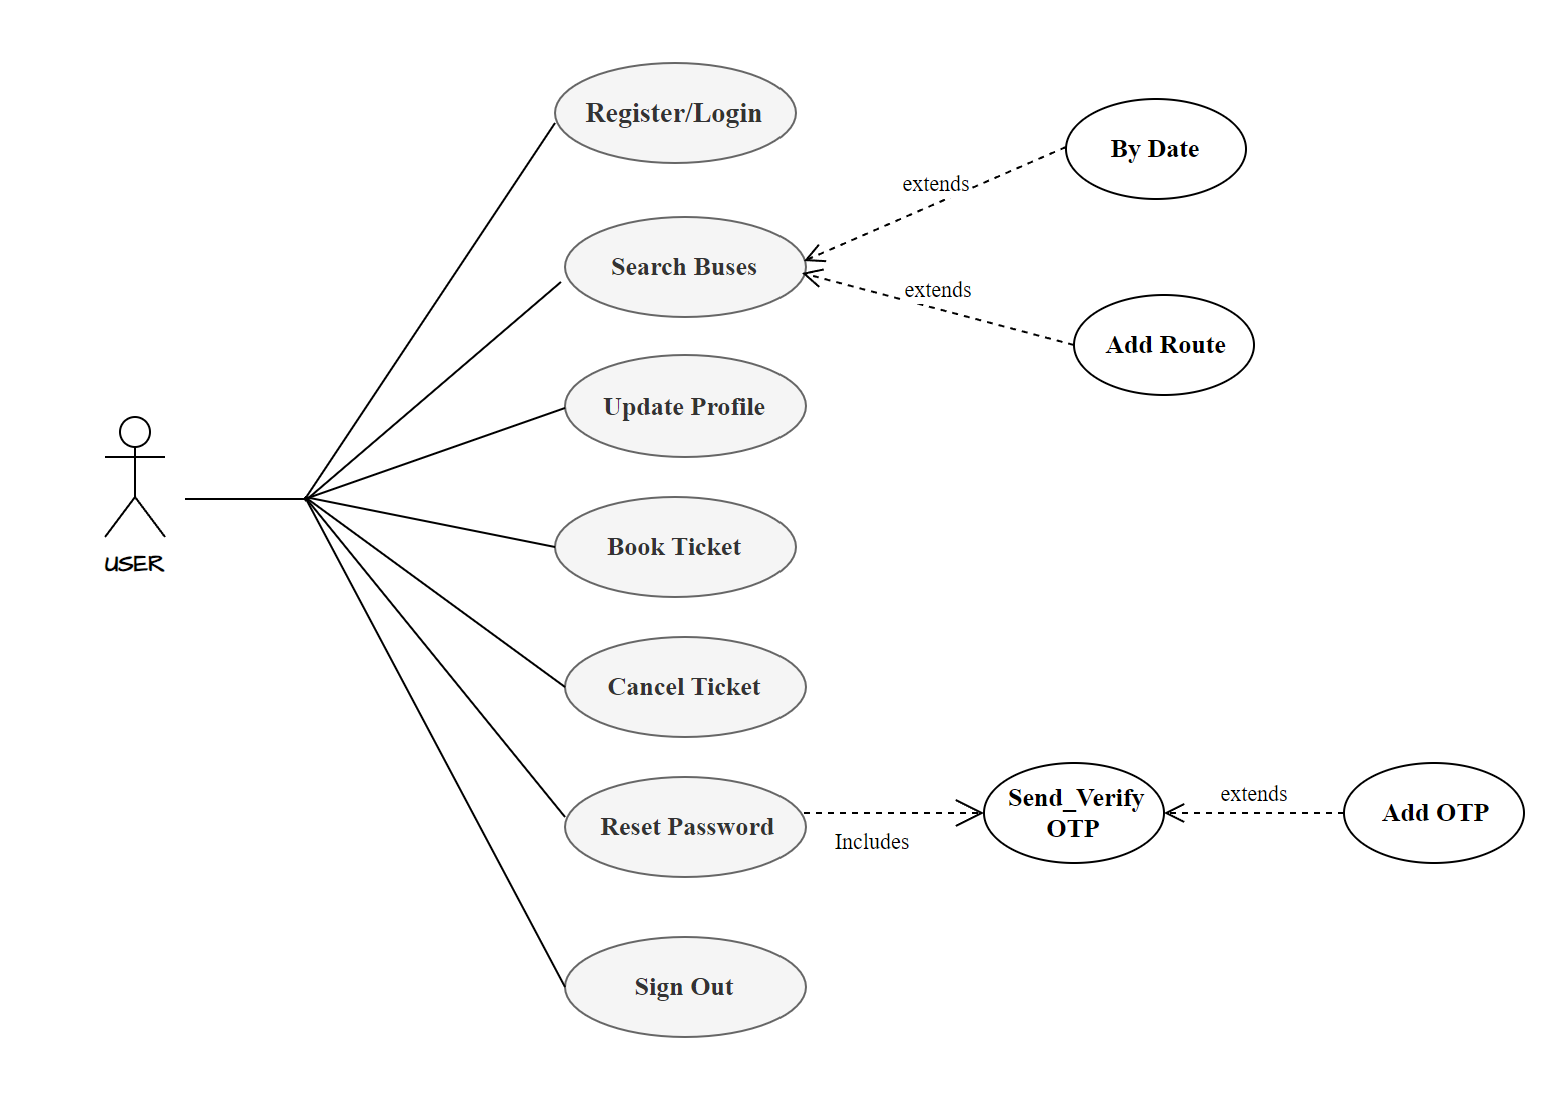 Register/Login
By Date
extends
Search Buses
extends
Add Route
Update Profile
Book Ticket
USER
Cancel Ticket
Send_Verify
OTP
extends
Add OTP
Reset Password
Includes
Sign Out